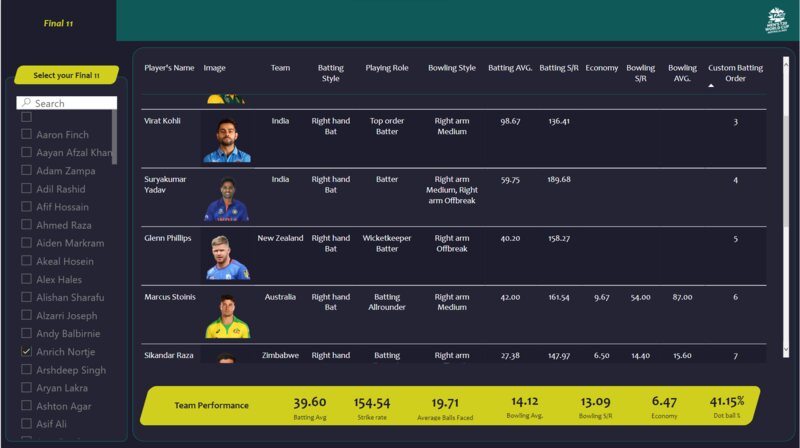 Final 11
MEN'S T20
WORLD CUP
Select your Final 11
Search
Aaron Finch
Aayan Afzal Khan
Adam Zampa
Adil Rashid
Afif Hossain
Ahmed Raza
Aiden Markram
Akeal Hosein
Alex Hales
Alishan Sharafu
Alzarri Joseph
Andy Balbirnie
Anrich Nortje
Arshdeep Singh
Aryan Lakra
Ashton Agar
Asif Ali
Player's Name Image Team Batting Style Playing Role Bowling Style Batting AVG. Batting S/R Economy Bowling S/R Bowling AVG. Custom Batting Order
Virat Kohli India Right hand Bat Top order Batter Right arm Medium 98.67 136.41 3
Suryakumar Yadav India Right hand Bat Batter Right arm Medium, Right arm Offbreak 59.75 189.68 4
INDIA
Glenn Phillips New Zealand Right hand Bat Wicketkeeper Batter Right arm Offbreak 40.20 158.27 5
Marcus Stoinis Australia Right hand Bat Batting Allrounder Right arm Medium 42.00 161.54 9.67 54.00 87.00 6
Sikandar Raza Zimbabwe Right hand Batting Right arm 27.38 147.97 6.50 14.40 15.60 7
Team Performance
39.60 154.54 19.71 14.12 13.09 6.47 41.15%
Batting Avg Strike rate Average Balls Faced Bowling Avg. Bowling S/R Economy Dot ball %